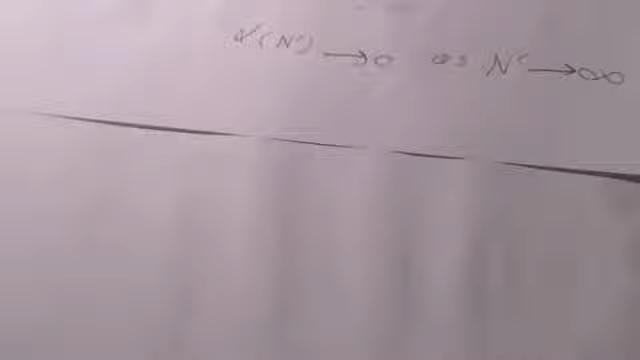 α'(N') → 0 as N' → ∞